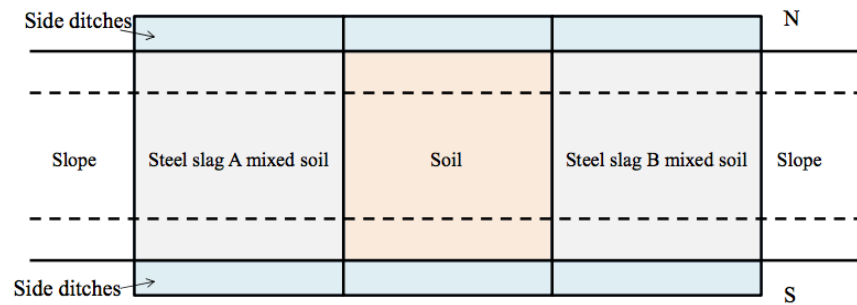 Side ditches
N
Slope
Steel slag A mixed soil
Soil
Steel slag B mixed soil
Slope
Side ditches
S